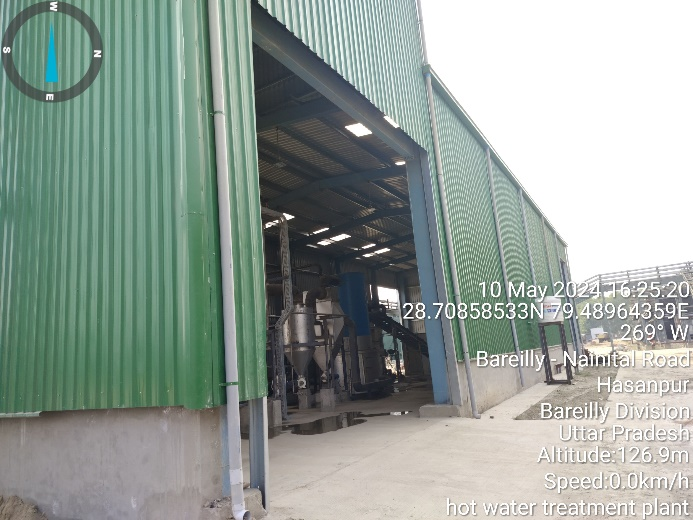 W
N
S
E
10 May 2024 16:25:20
28.70858533N 79.48964359E
269° W
Bareilly - Nainital Road
Hasanpur
Bareilly Division
Uttar Pradesh
Altitude:126.9m
Speed:0.0km/h
hot water treatment plant